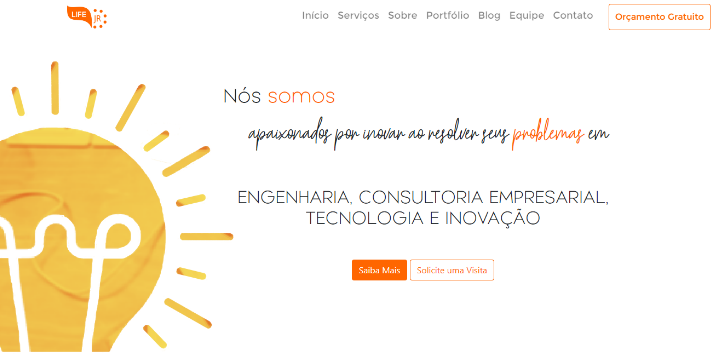 LIFE JR
Início Serviços Sobre Portfólio Blog Equipe Contato Orçamento Gratuito
Nós somos
apaixonados por inovar ao resolver seus problemas em
ENGENHARIA, CONSULTORIA EMPRESARIAL,
TECNOLOGIA E INOVAÇÃO
Saiba Mais Solicite uma Visita